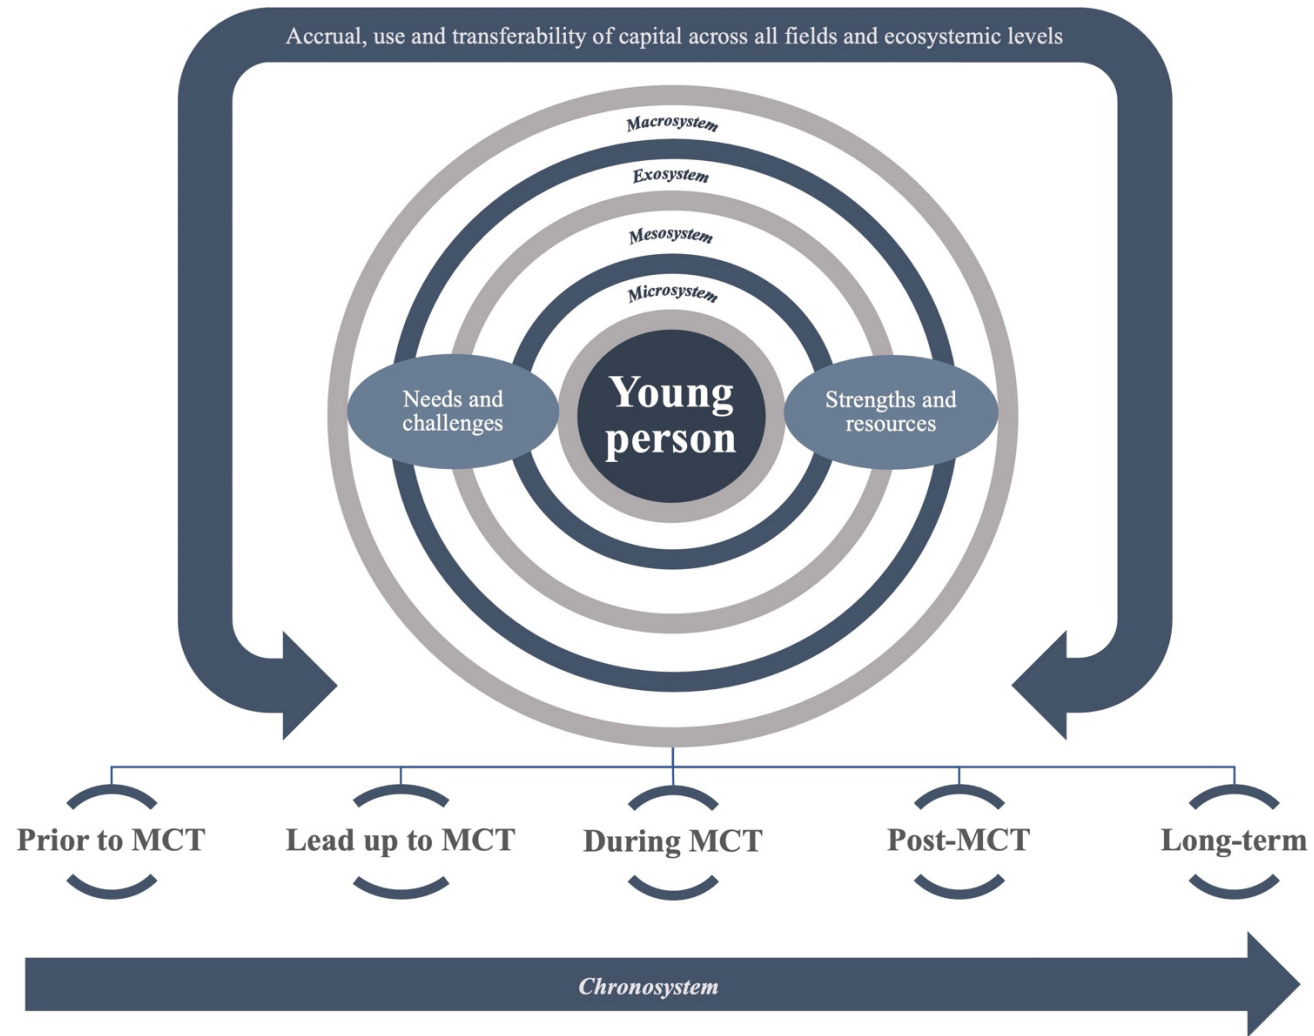 Accrual, use and transferability of capital across all fields and ecosystemic levels
Macrosystem
Exosystem
Mesosystem
Microsystem
Young
person
Needs and
challenges
Strengths and
resources
Prior to MCT
Lead up to MCT
During MCT
Post-MCT
Long-term
Chronosystem